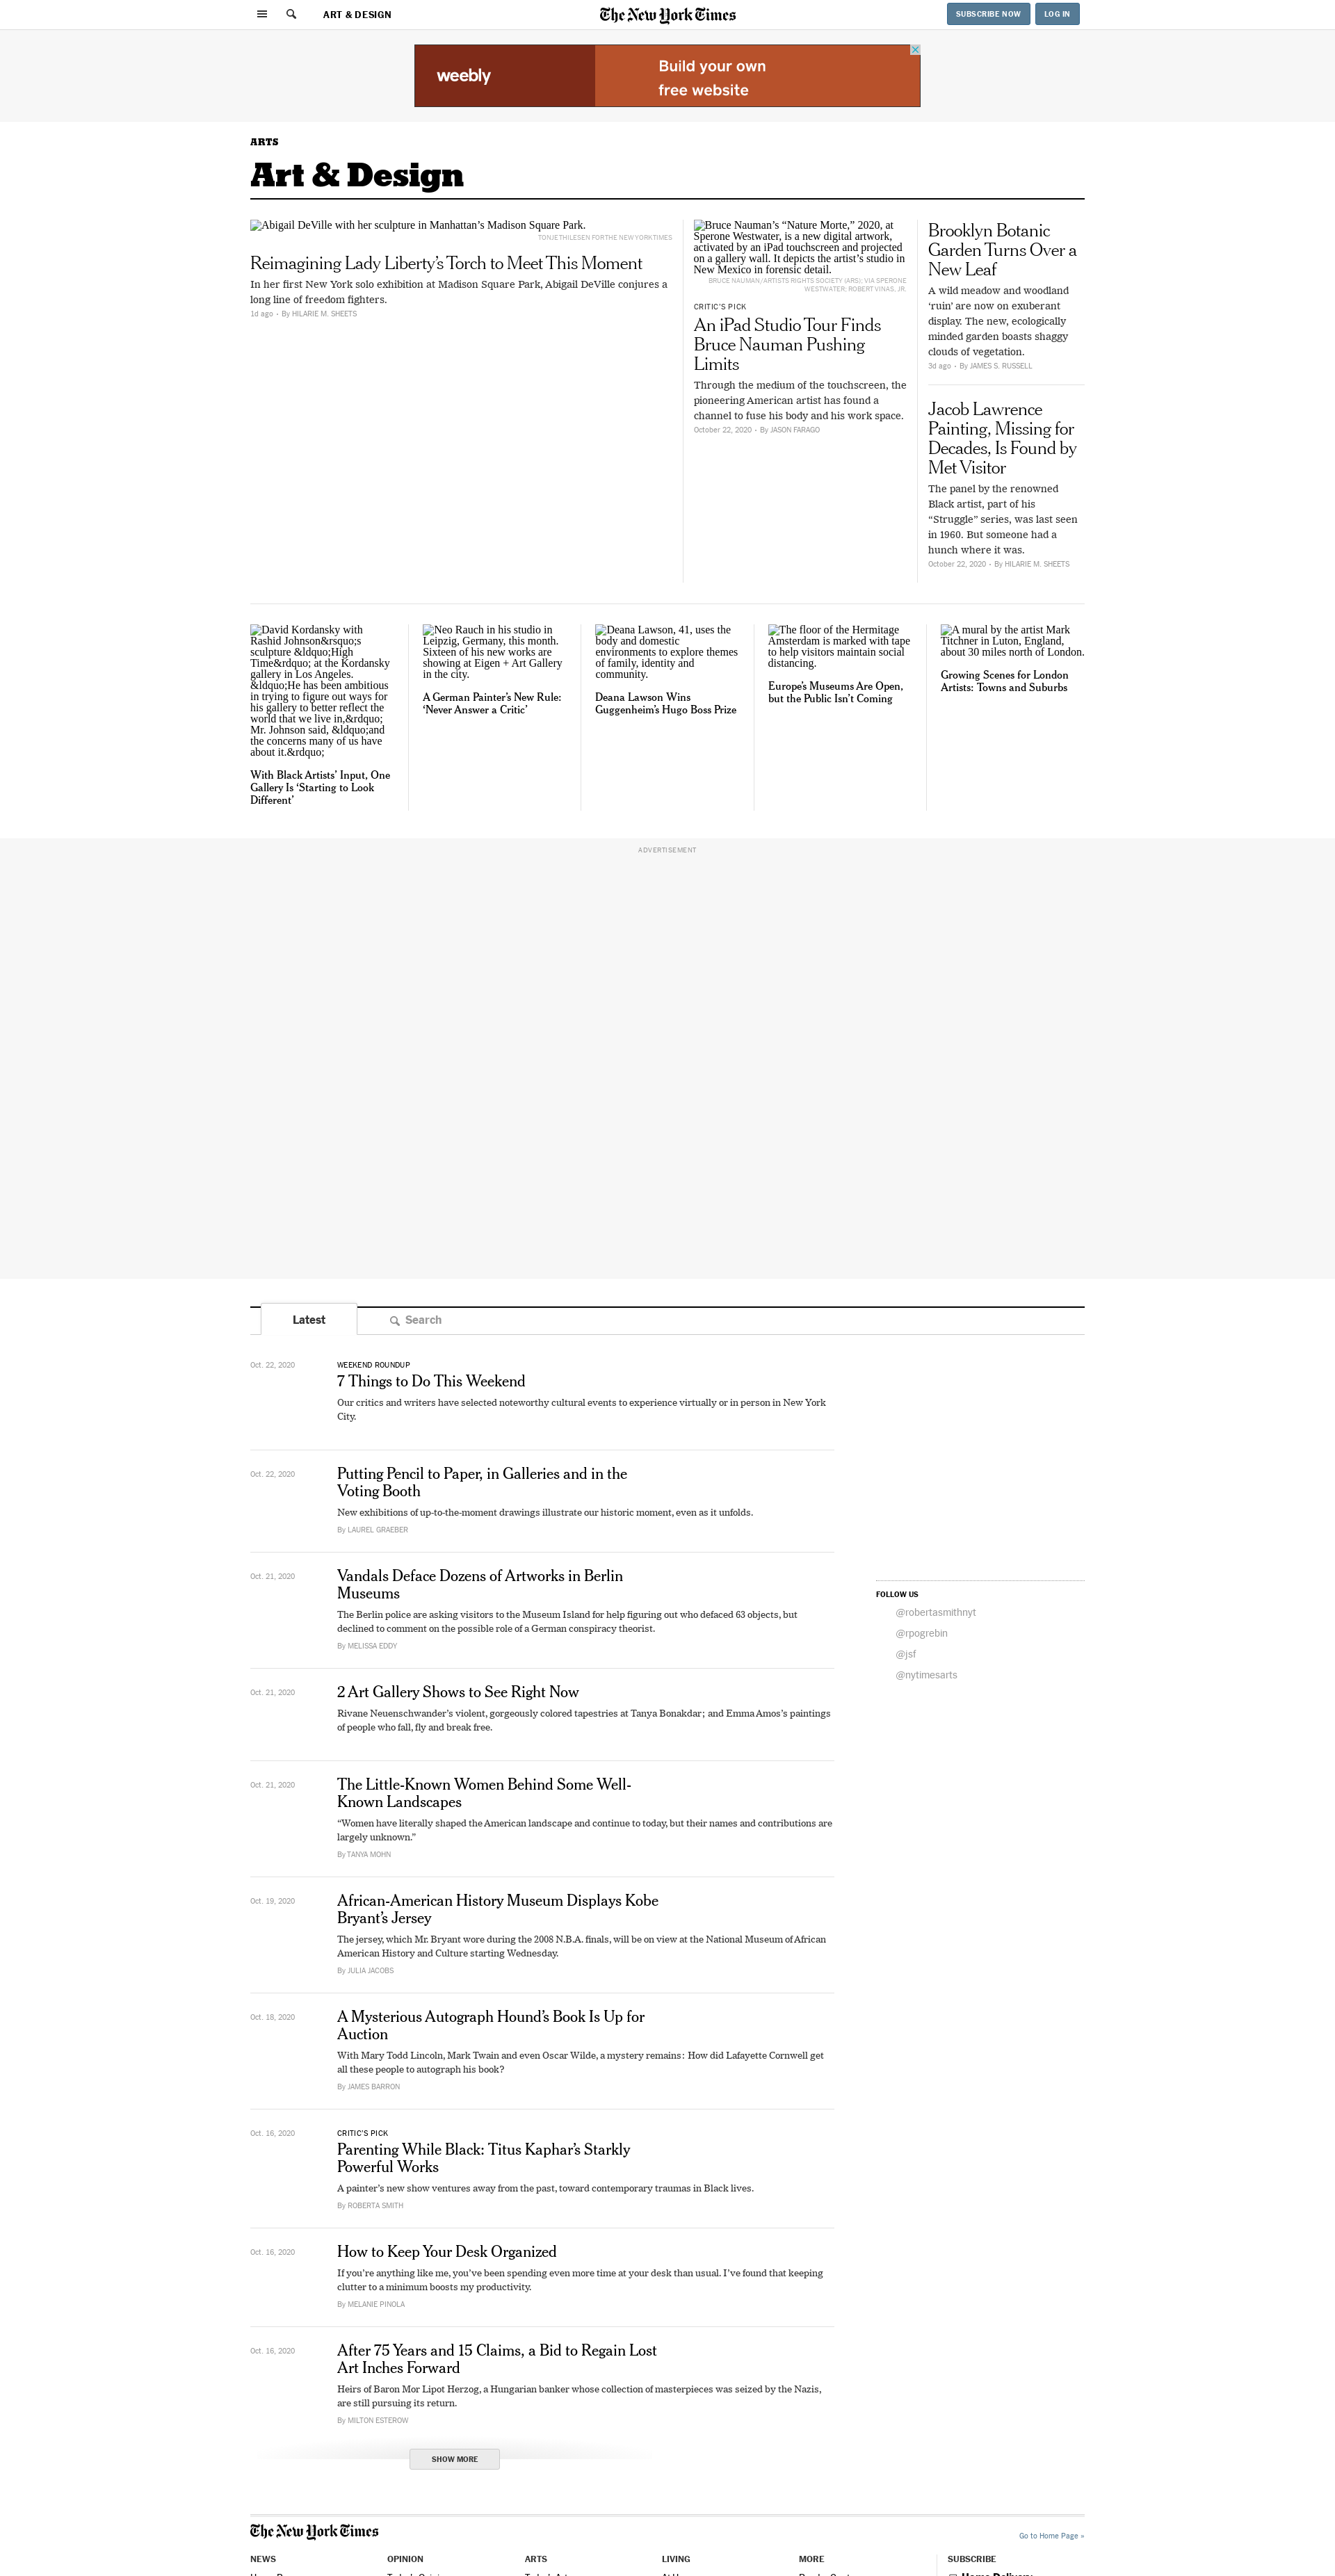 ART & DESIGN
The New York Times
SUBSCRIBE NOW
LOG IN
weebly
Build your own
free website
ARTS
Art & Design
Abigail DeVille with her sculpture in Manhattan’s Madison Square Park.
TONJE THILESEN FOR THE NEW YORK TIMES
Reimagining Lady Liberty’s Torch to Meet This Moment
In her first New York solo exhibition at Madison Square Park, Abigail DeVille conjures a
long line of freedom fighters.
1d ago • By HILARIE M. SHEETS
Bruce Nauman’s “Nature Morte,” 2020, at
Sperone Westwater, is a new digital artwork,
activated by an iPad touchscreen and projected
on a gallery wall. It depicts the artist’s studio in
New Mexico in forensic detail.
BRUCE NAUMAN/ARTISTS RIGHTS SOCIETY (ARS); VIA SPERONE
WESTWATER; ROBERT VINAS, JR.
CRITIC’S PICK
An iPad Studio Tour Finds
Bruce Nauman Pushing
Limits
Through the medium of the touchscreen, the
pioneering American artist has found a
channel to fuse his body and his work space.
October 22, 2020 • By JASON FARAGO
Brooklyn Botanic
Garden Turns Over a
New Leaf
A wild meadow and woodland
‘ruin’ are now on exuberant
display. The new, ecologically
minded garden boasts shaggy
clouds of vegetation.
3d ago • By JAMES S. RUSSELL
Jacob Lawrence
Painting, Missing for
Decades, Is Found by
Met Visitor
The panel by the renowned
Black artist, part of his
“Struggle” series, was last seen
in 1960. But someone had a
hunch where it was.
October 22, 2020 • By HILARIE M. SHEETS
David Kordansky with
Rashid Johnson&rsquo;s
sculpture &ldquo;High
Time&rdquo; at the Kordansky
gallery in Los Angeles.
&ldquo;He has been ambitious
in trying to figure out ways for
his gallery to better reflect the
world that we live in,&rdquo;
Mr. Johnson said, &ldquo;and
the concerns many of us have
about it.&rdquo;
With Black Artists’ Input, One
Gallery Is ‘Starting to Look
Different’
Neo Rauch in his studio in
Leipzig, Germany, this month.
Sixteen of his new works are
showing at Eigen + Art Gallery
in the city.
A German Painter’s New Rule:
‘Never Answer a Critic’
Deana Lawson, 41, uses the
body and domestic
environments to explore themes
of family, identity and
community.
Deana Lawson Wins
Guggenheim’s Hugo Boss Prize
The floor of the Hermitage
Amsterdam is marked with tape
to help visitors maintain social
distancing.
Europe’s Museums Are Open,
but the Public Isn’t Coming
A mural by the artist Mark
Titchner in Luton, England,
about 30 miles north of London.
Growing Scenes for London
Artists: Towns and Suburbs
ADVERTISEMENT
Latest
Search
Oct. 22, 2020
WEEKEND ROUNDUP
7 Things to Do This Weekend
Our critics and writers have selected noteworthy cultural events to experience virtually or in person in New York
City.
Oct. 22, 2020
Putting Pencil to Paper, in Galleries and in the
Voting Booth
New exhibitions of up-to-the-moment drawings illustrate our historic moment, even as it unfolds.
By LAUREL GRAEBER
Oct. 21, 2020
Vandals Deface Dozens of Artworks in Berlin
Museums
The Berlin police are asking visitors to the Museum Island for help figuring out who defaced 63 objects, but
declined to comment on the possible role of a German conspiracy theorist.
By MELISSA EDDY
Oct. 21, 2020
2 Art Gallery Shows to See Right Now
Rivane Neuenschwander’s violent, gorgeously colored tapestries at Tanya Bonakdar; and Emma Amos’s paintings
of people who fall, fly and break free.
Oct. 21, 2020
The Little-Known Women Behind Some Well-
Known Landscapes
“Women have literally shaped the American landscape and continue to today, but their names and contributions are
largely unknown.”
By TANYA MOHN
Oct. 19, 2020
African-American History Museum Displays Kobe
Bryant’s Jersey
The jersey, which Mr. Bryant wore during the 2008 N.B.A. finals, will be on view at the National Museum of African
American History and Culture starting Wednesday.
By JULIA JACOBS
Oct. 18, 2020
A Mysterious Autograph Hound’s Book Is Up for
Auction
With Mary Todd Lincoln, Mark Twain and even Oscar Wilde, a mystery remains: How did Lafayette Cornwell get
all these people to autograph his book?
By JAMES BARRON
Oct. 16, 2020
CRITIC’S PICK
Parenting While Black: Titus Kaphar’s Starkly
Powerful Works
A painter’s new show ventures away from the past, toward contemporary traumas in Black lives.
By ROBERTA SMITH
Oct. 16, 2020
How to Keep Your Desk Organized
If you’re anything like me, you’ve been spending even more time at your desk than usual. I’ve found that keeping
clutter to a minimum boosts my productivity.
By MELANIE PINOLA
Oct. 16, 2020
After 75 Years and 15 Claims, a Bid to Regain Lost
Art Inches Forward
Heirs of Baron Mor Lipot Herzog, a Hungarian banker whose collection of masterpieces was seized by the Nazis,
are still pursuing its return.
By MILTON ESTEROW
SHOW MORE
FOLLOW US
@robertasmithnyt
@rpogrebin
@jsf
@nytimesarts
The New York Times
Go to Home Page »
NEWS
OPINION
ARTS
LIVING
MORE
SUBSCRIBE